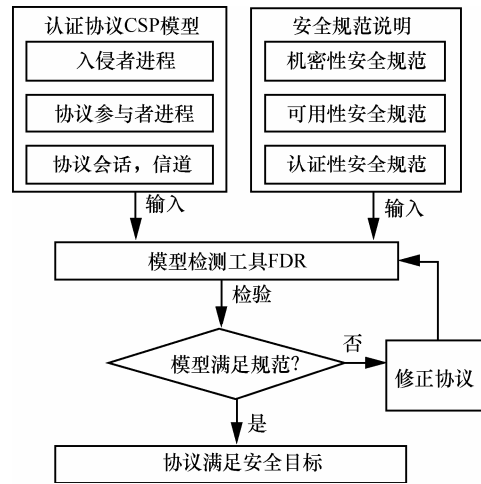 认证协议CSP模型
入侵者进程
协议参与者进程
协议会话，信道
安全规范说明
机密性安全规范
可用性安全规范
认证性安全规范
输入
输入
模型检测工具FDR
检验
模型满足规范?
否
修正协议
是
协议满足安全目标